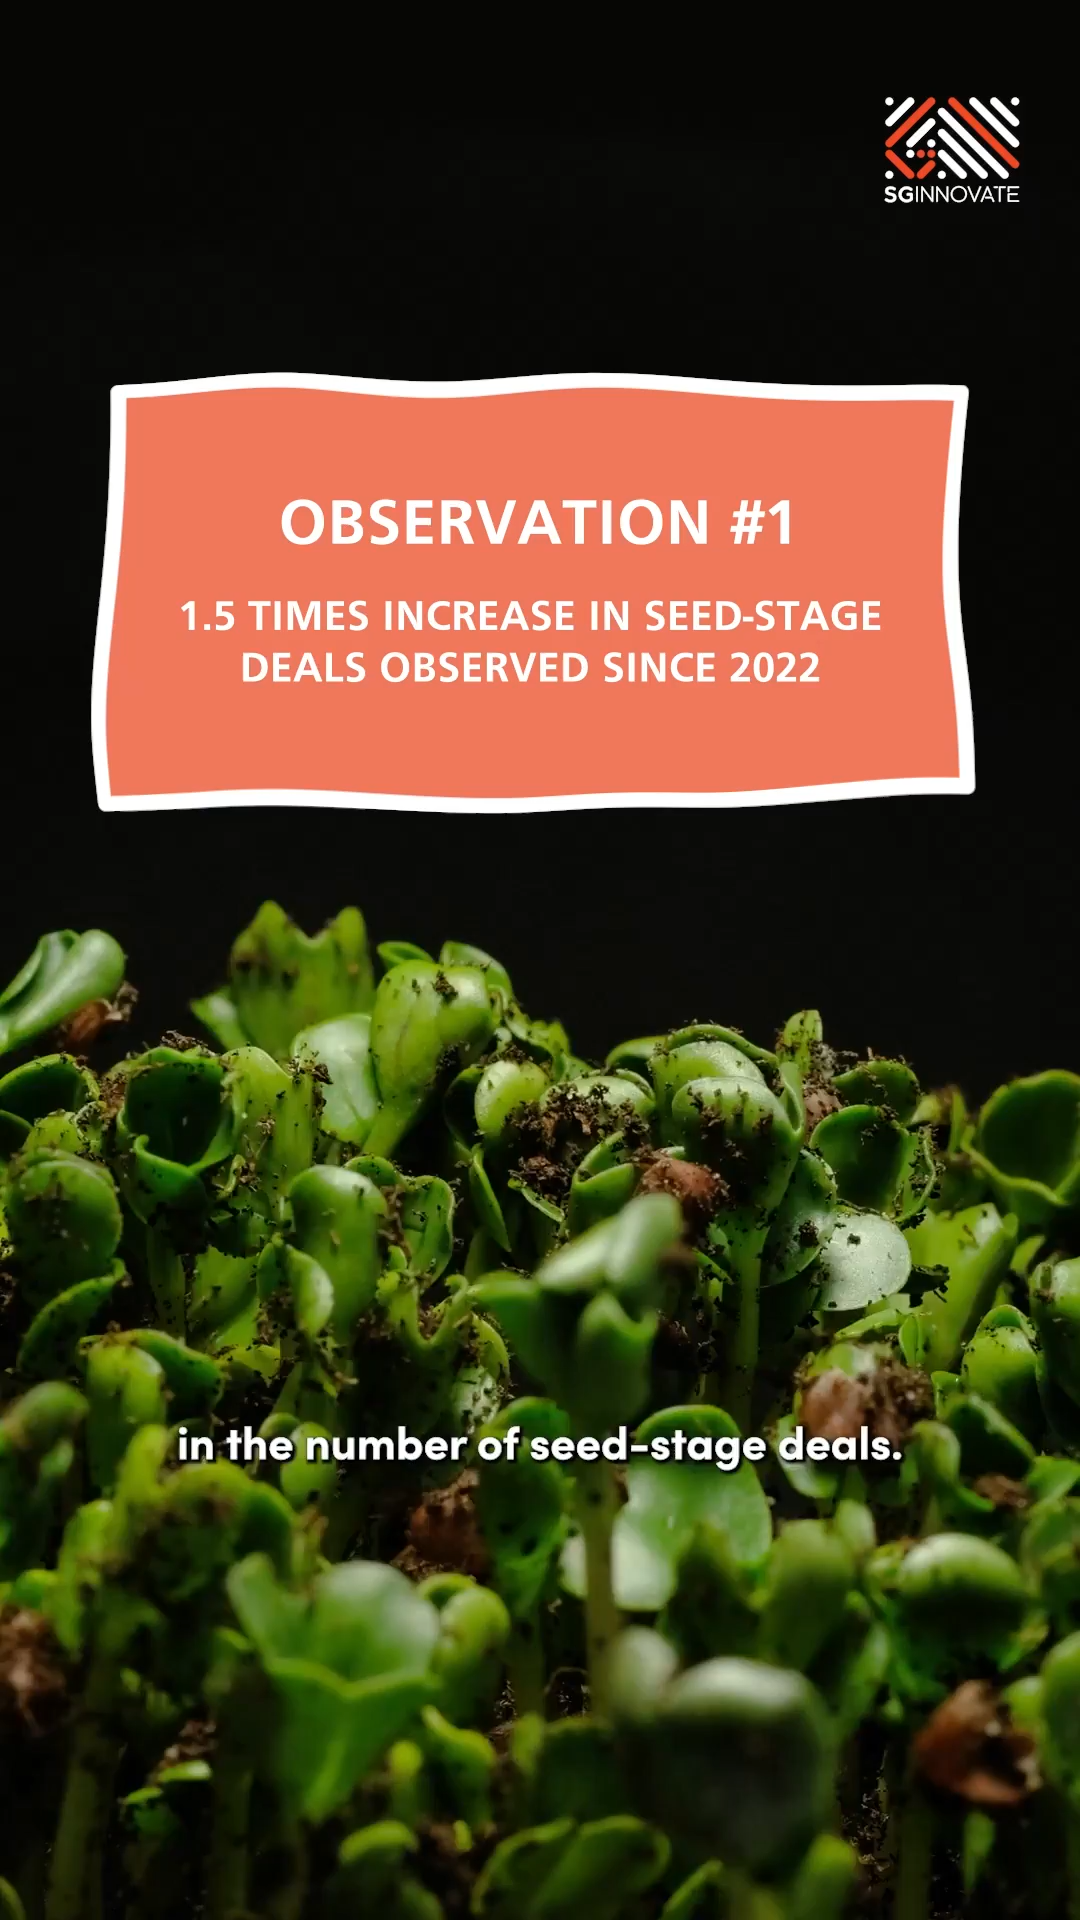 SGINNOVATE
OBSERVATION #1
1.5 TIMES INCREASE IN SEED-STAGE
DEALS OBSERVED SINCE 2022
in the number of seed-stage deals.